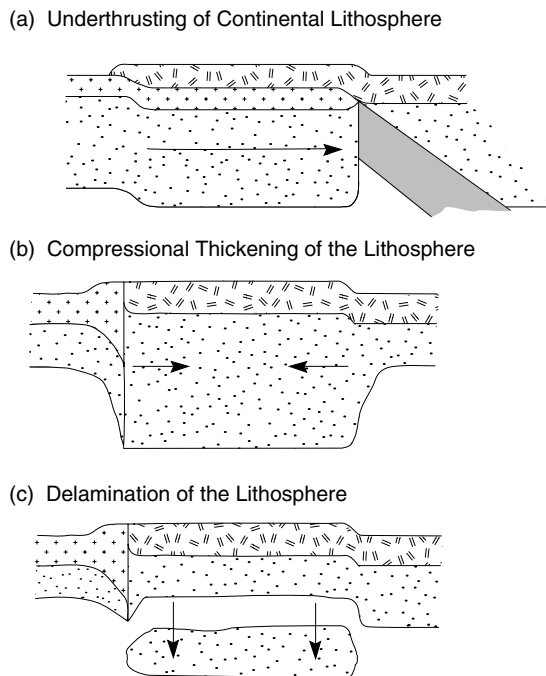 (a) Underthrusting of Continental Lithosphere
(b) Compressional Thickening of the Lithosphere
(c) Delamination of the Lithosphere